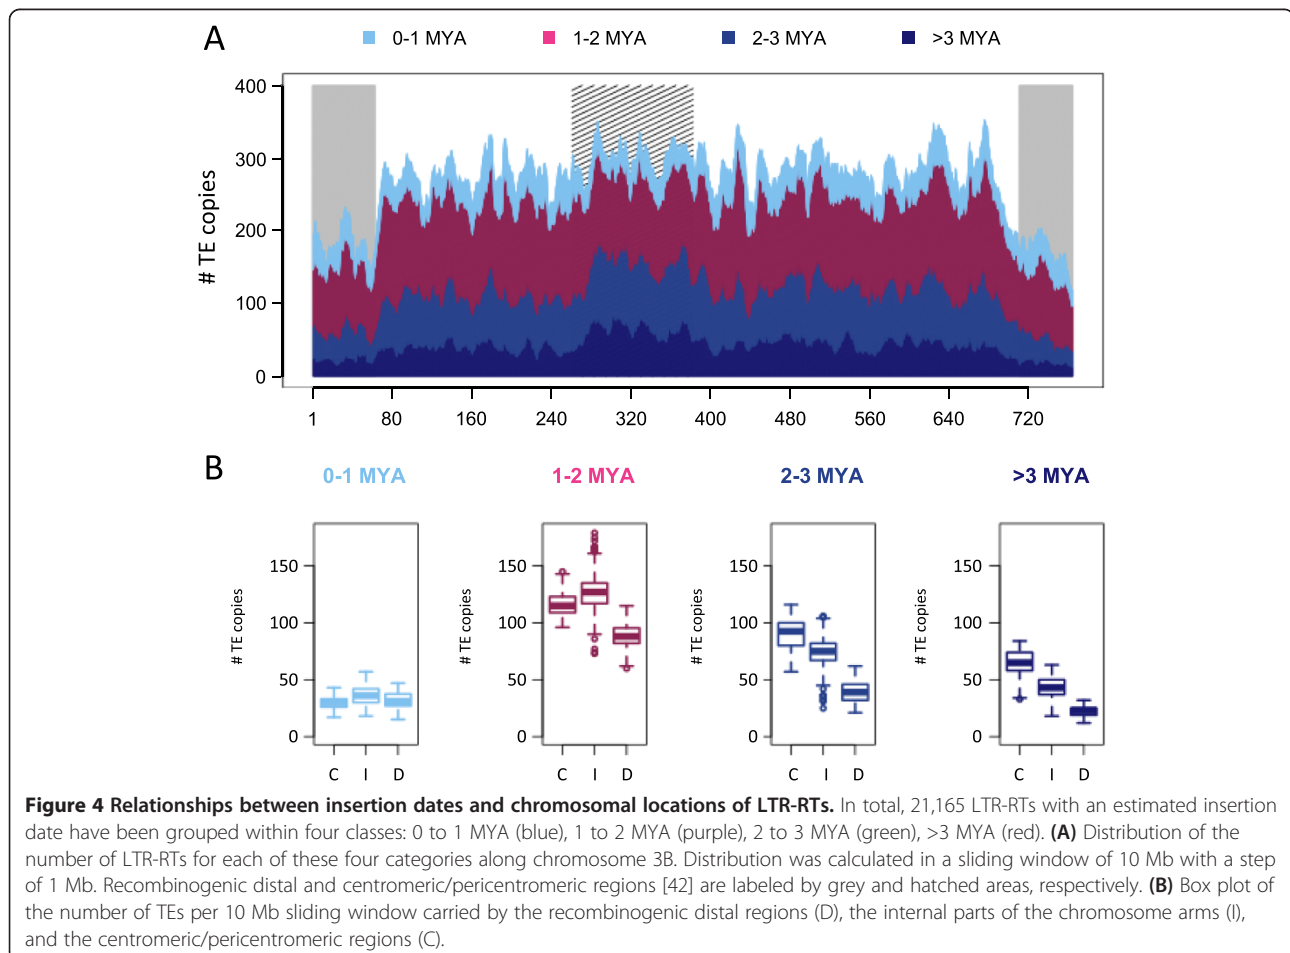 A
0-1 MYA 1-2 MYA 2-3 MYA >3 MYA
# TE copies
400
300
200
100
0
1 80 160 240 320 400 480 560 640 720
B
0-1 MYA 1-2 MYA 2-3 MYA >3 MYA
# TE copies
150
100
50
0
C I D
# TE copies
150
100
50
0
C I D
# TE copies
150
100
50
0
C I D
# TE copies
150
100
50
0
C I D
Figure 4 Relationships between insertion dates and chromosomal locations of LTR-RTs. In total, 21,165 LTR-RTs with an estimated insertion
date have been grouped within four classes: 0 to 1 MYA (blue), 1 to 2 MYA (purple), 2 to 3 MYA (green), >3 MYA (red). (A) Distribution of the
number of LTR-RTs for each of these four categories along chromosome 3B. Distribution was calculated in a sliding window of 10 Mb with a step
of 1 Mb. Recombinogenic distal and centromeric/pericentromeric regions [42] are labeled by grey and hatched areas, respectively. (B) Box plot of
the number of TEs per 10 Mb sliding window carried by the recombinogenic distal regions (D), the internal parts of the chromosome arms (I),
and the centromeric/pericentromeric regions (C).